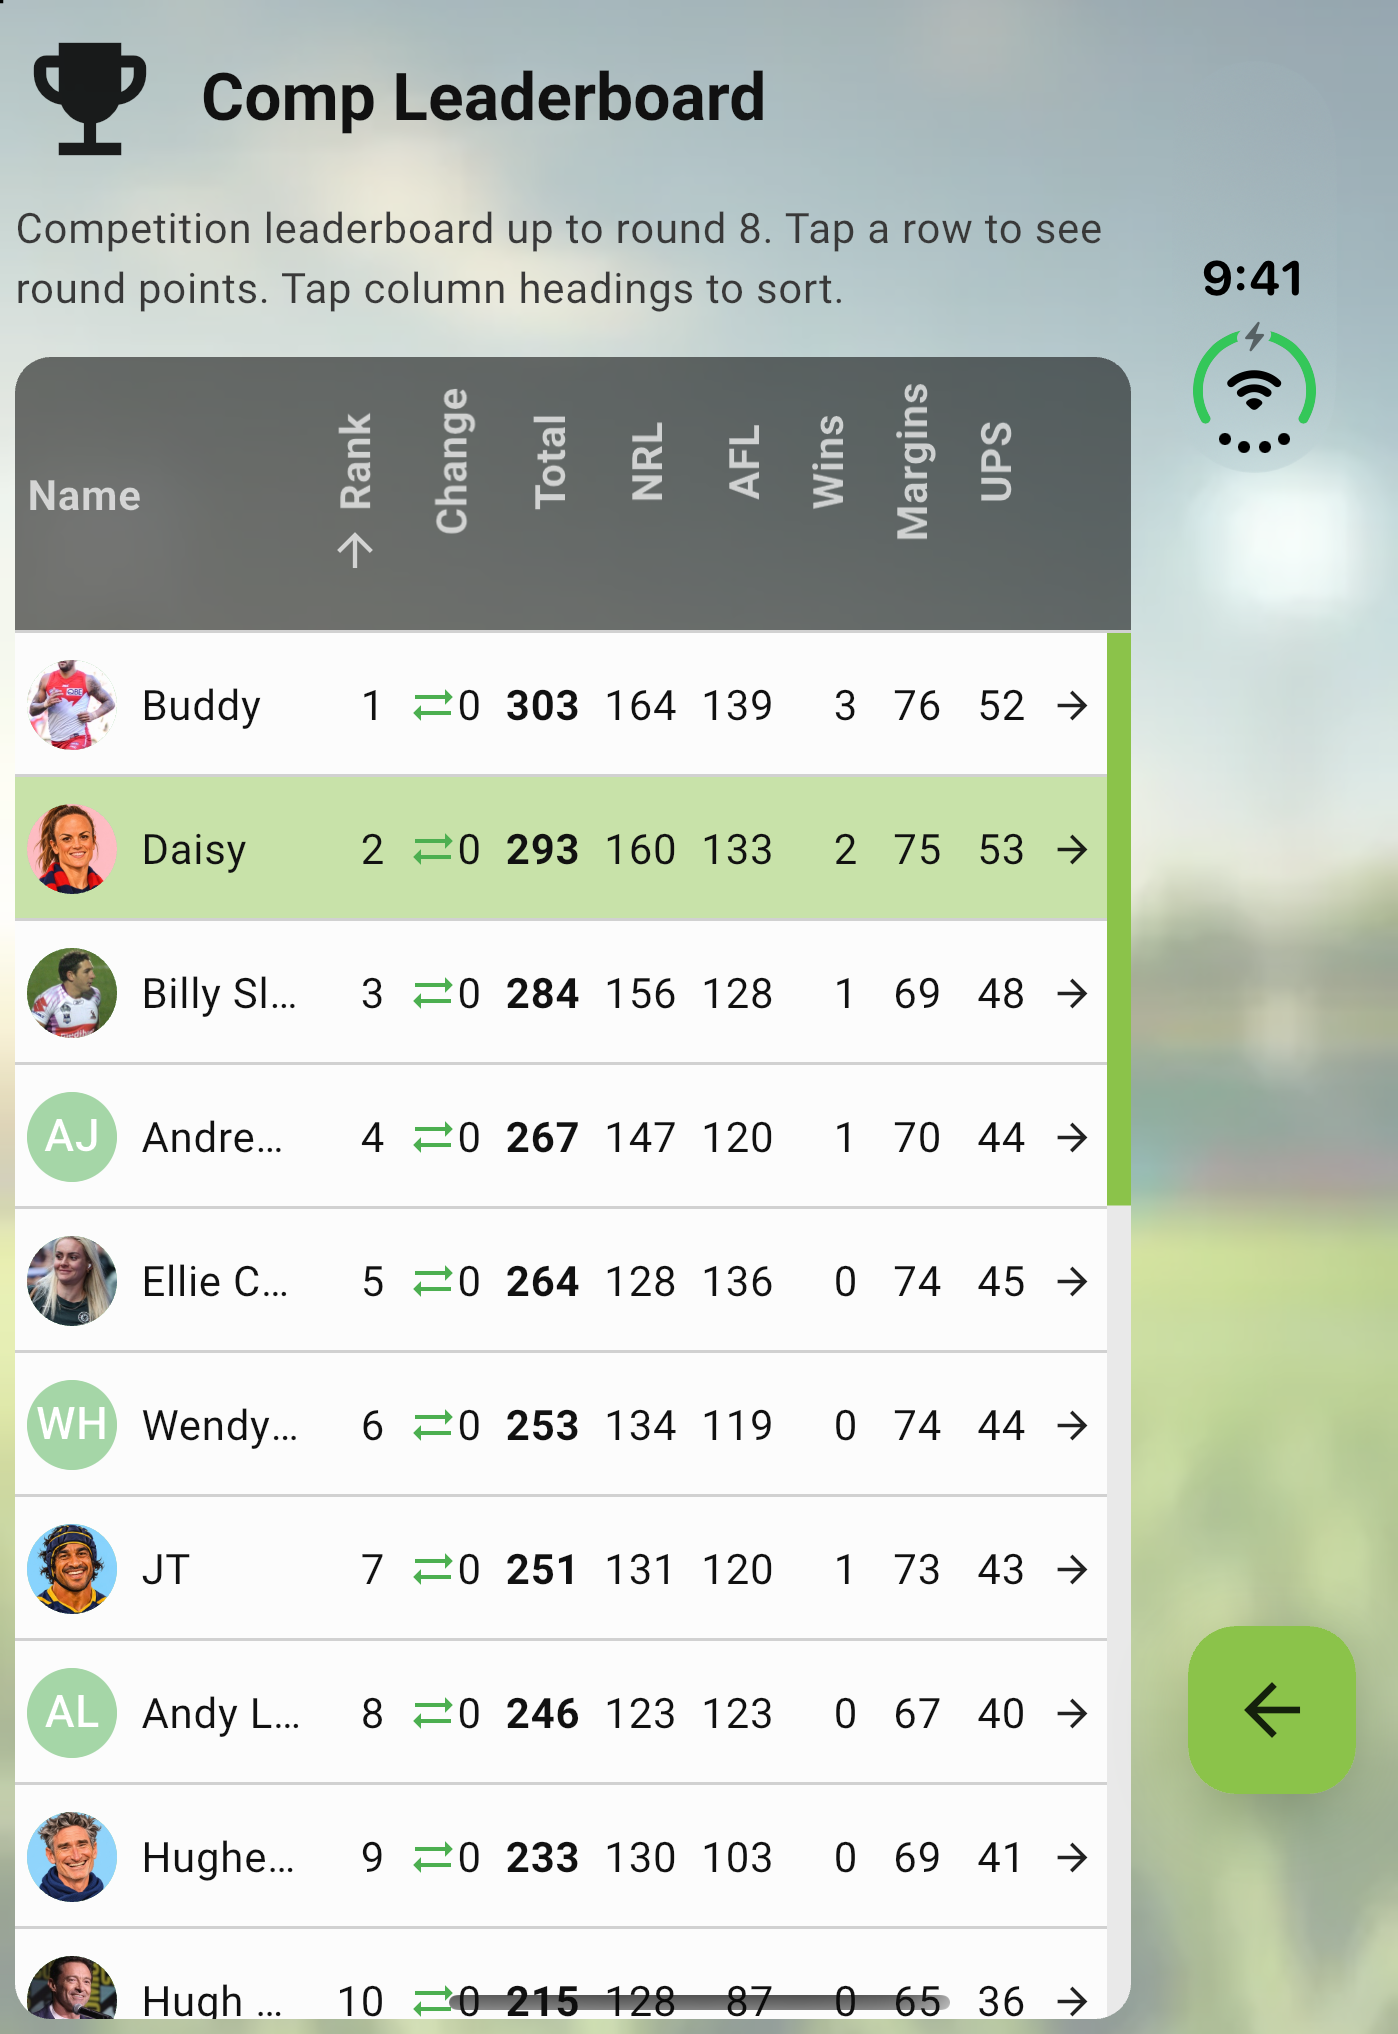 Comp Leaderboard
Competition leaderboard up to round 8. Tap a row to see
round points. Tap column headings to sort.
9:41
Name Rank Change Total NRL AFL Wins Margins UPS
Buddy 1 0 303 164 139 3 76 52
Daisy 2 0 293 160 133 2 75 53
Billy Sl... 3 0 284 156 128 1 69 48
AJ Andre... 4 0 267 147 120 1 70 44
Ellie C... 5 0 264 128 136 0 74 45
WH Wendy... 6 0 253 134 119 0 74 44
JT 7 0 251 131 120 1 73 43
AL Andy L... 8 0 246 123 123 0 67 40
Hughe... 9 0 233 130 103 0 69 41
Hugh ... 10 0 215 128 87 0 65 36